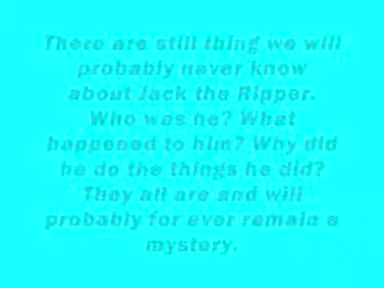 There are still thing we will
probably never know
about Jack the Ripper.
Who was he? What
happened to him? Why did
he do the things he did?
They all are and will
probably for ever remain a
mystery.